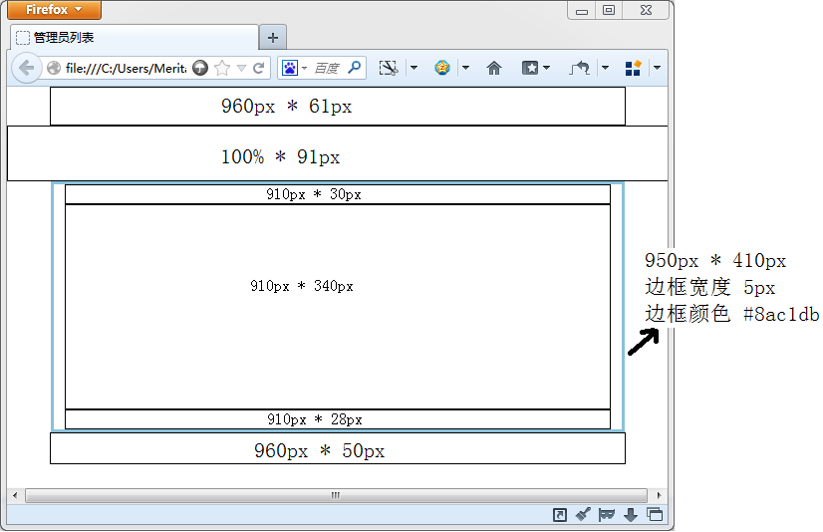 Firefox
管理员列表
file:///C:/Users/Merit
百度
960px * 61px
100% * 91px
910px * 30px
910px * 340px
950px * 410px
边框宽度 5px
边框颜色 #8ac1db
910px * 28px
960px * 50px